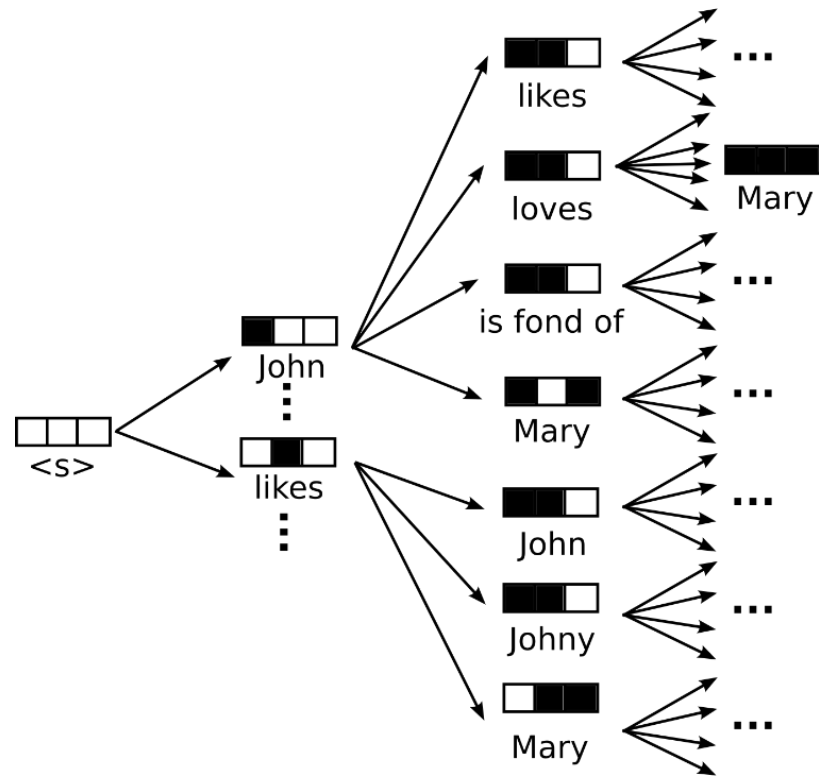 <s>
John
likes
likes
loves
is fond of
Mary
John
Johny
Mary
...
Mary
...
...
...
...
...